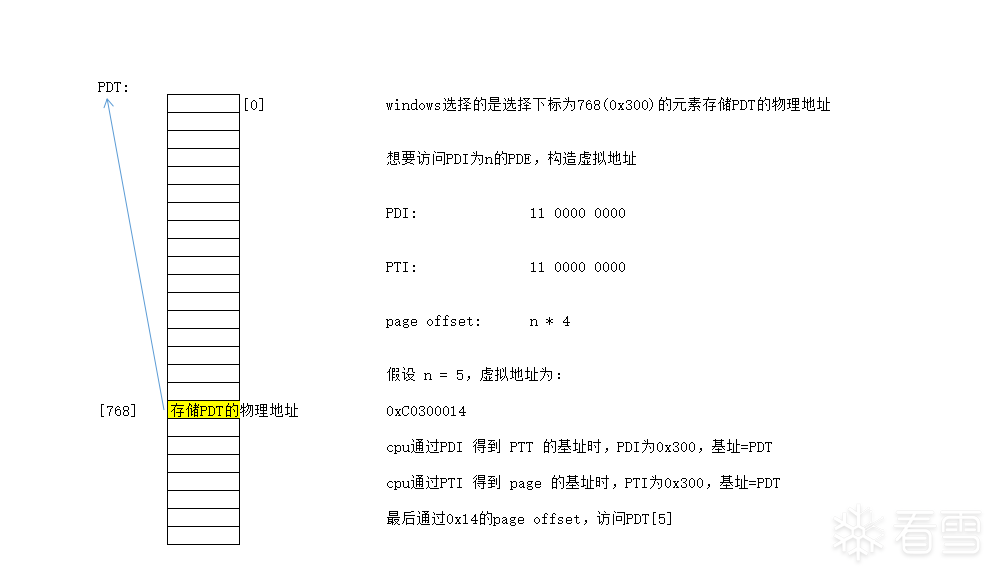 PDT:
[0]
windows选择的是选择下标为768(0x300)的元素存储PDT的物理地址
想要访问PDI为n的PDE,构造虚拟地址
PDI: 11 0000 0000
PTI: 11 0000 0000
page offset: n * 4
假设 n = 5,虚拟地址为:
[768] 存储PDT的物理地址
0xC0300014
cpu通过PDI 得到 PTT 的基址时,PDI为0x300,基址=PDT
cpu通过PTI 得到 page 的基址时,PTI为0x300,基址=PDT
最后通过0x14的page offset,访问PDT[5]
看雪